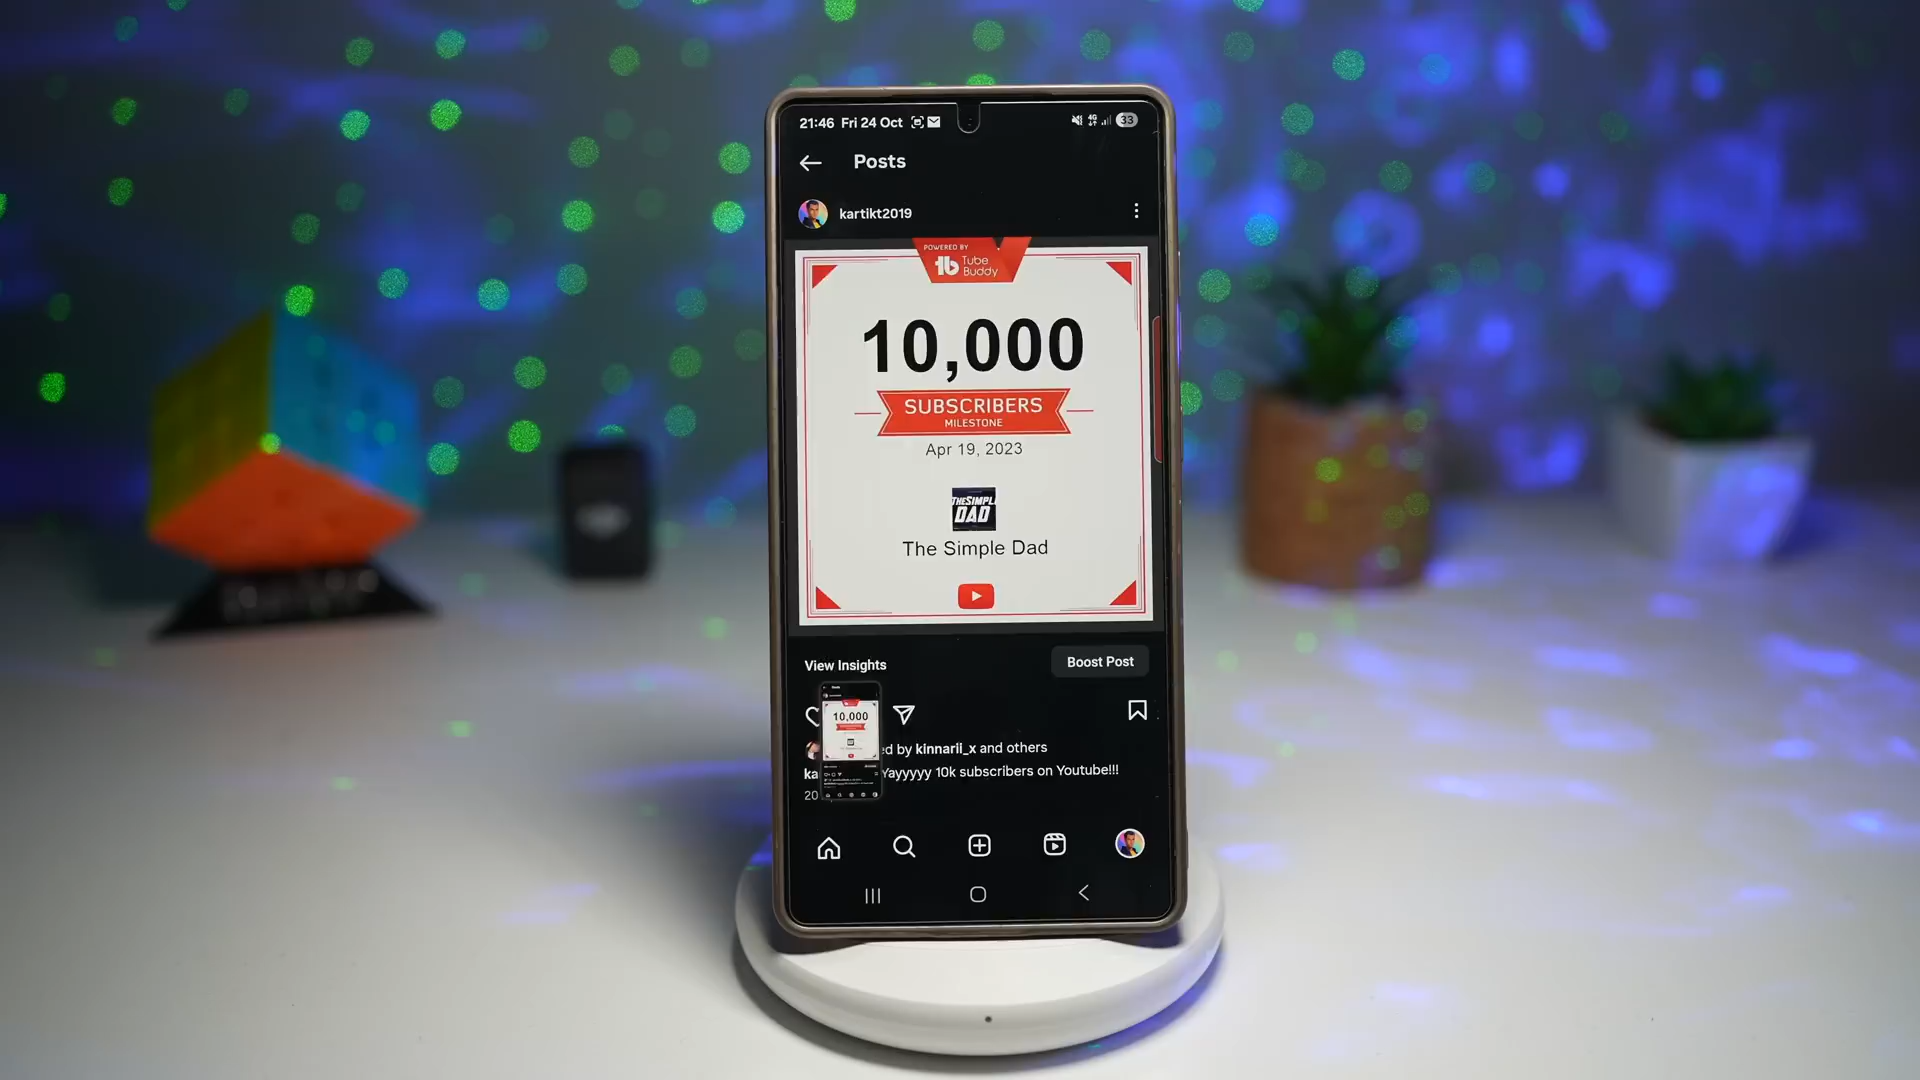 21:46 Fri 24 Oct
4G
33
Posts
kartikt2019
POWERED BY
Tube
Buddy
10,000
SUBSCRIBERS
MILESTONE
Apr 19, 2023
THE SIMPLE
DAD
The Simple Dad
View Insights
Boost Post
10,000
ed by kinnarii_x and others
ka Yayyyyy 10k subscribers on Youtube!!!
20